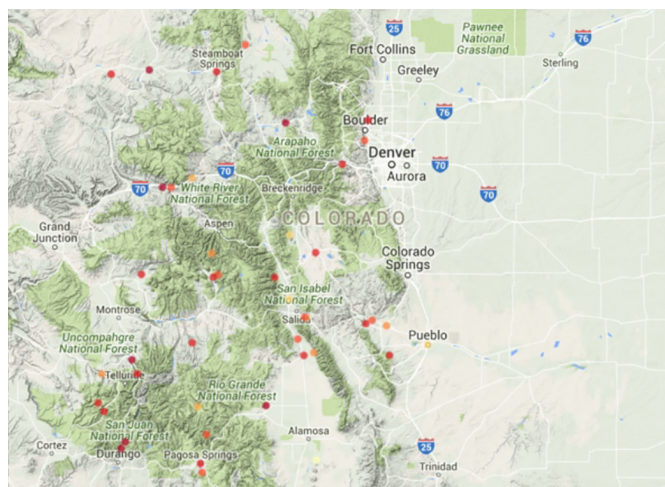 25
Pawnee
National
Grassland
76
Fort Collins
Steamboat
Springs
Sterling
Greeley
76
Boulder
Arapaho
National Forest
Denver
70
Aurora
70
70
White River
National Forest
Breckenridge
70
Aspen
COLORADO
Grand
Junction
Colorado
Springs
San Isabel
National Forest
Montrose
Salida
Uncompahgre
National Forest
Pueblo
Telluride
Rio Grande
National Forest
San Juan
National Forest
Alamosa
Cortez
Durango
Pagosa Springs
25
Trinidad